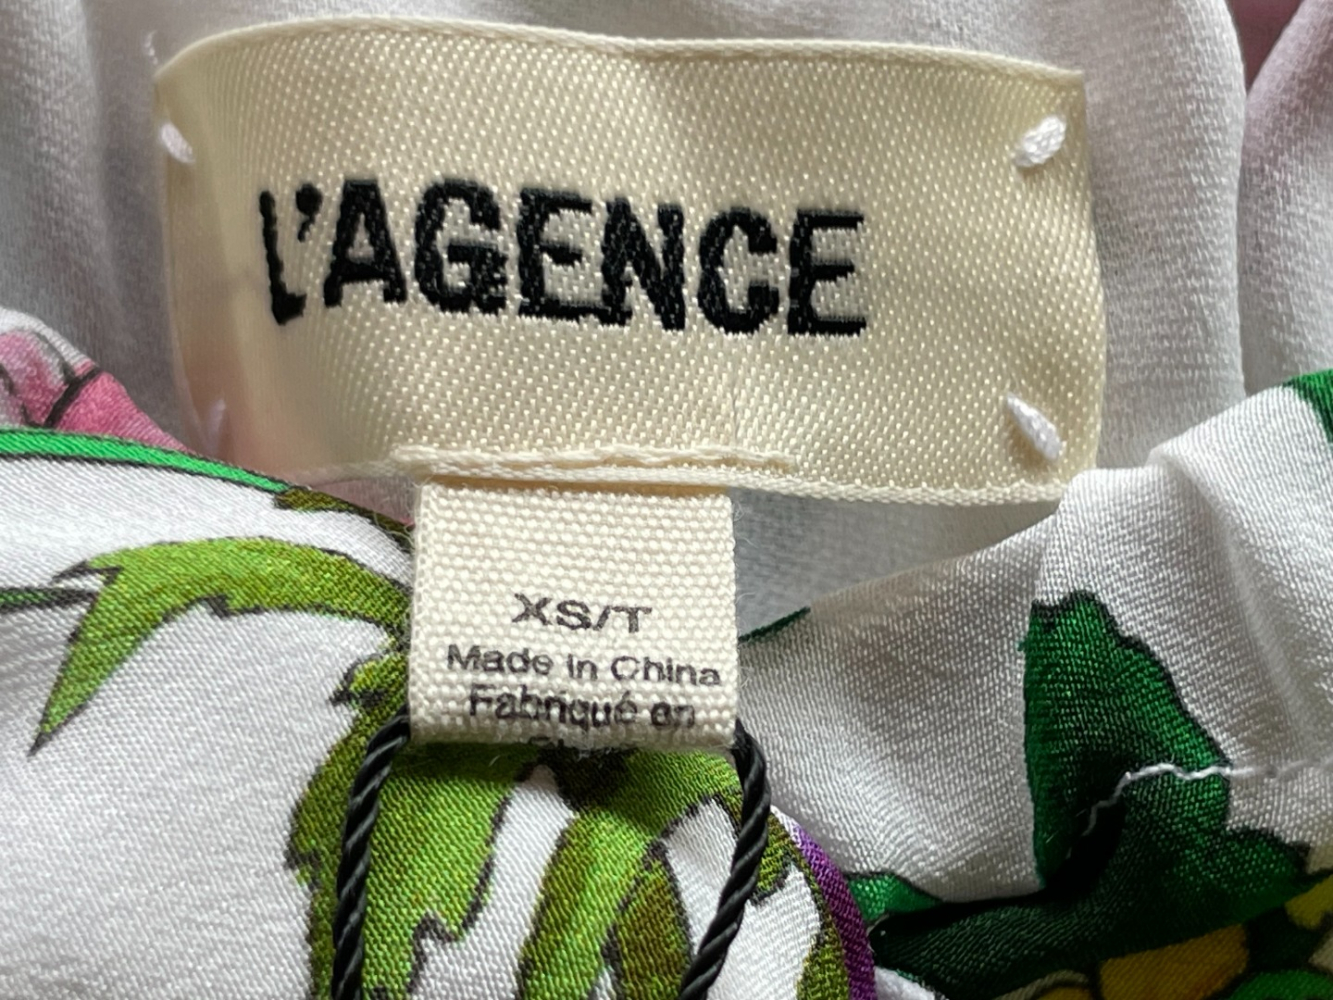 L'AGENCE
XS/T
Made in China
Fabriqué en